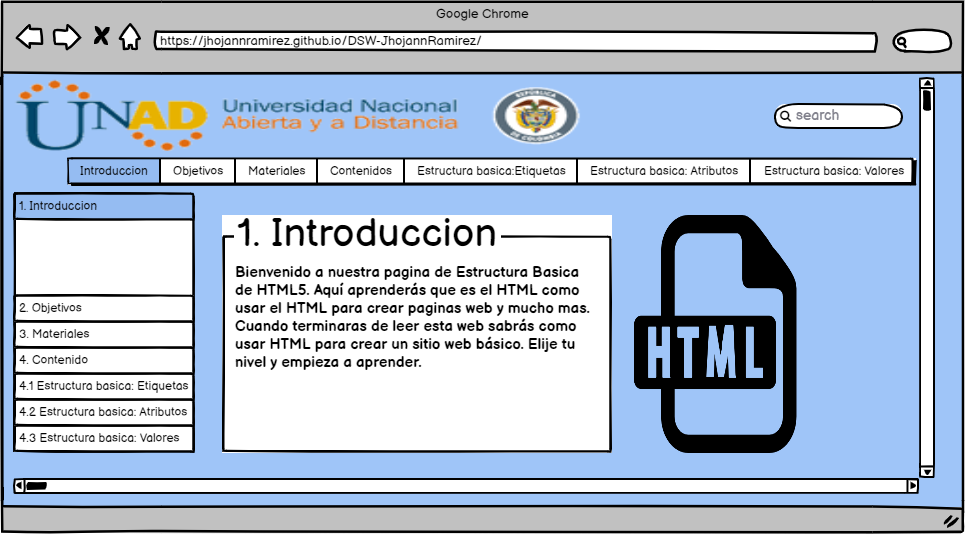 Google Chrome
https://jhojannramirez.github.io/DSW-JhojannRamirez/
UNAD
Universidad Nacional
Abierta y a Distancia
REPÚBLICA
DE COLOMBIA
search
Introduccion
Objetivos
Materiales
Contenidos
Estructura basica:Etiquetas
Estructura basica: Atributos
Estructura basica: Valores
1. Introduccion
2. Objetivos
3. Materiales
4. Contenido
4.1 Estructura basica: Etiquetas
4.2 Estructura basica: Atributos
4.3 Estructura basica: Valores
1. Introduccion
Bienvenido a nuestra pagina de Estructura Basica
de HTML5. Aquí aprenderás que es el HTML como
usar el HTML para crear paginas web y mucho mas.
Cuando terminaras de leer esta web sabrás como
usar HTML para crear un sitio web básico. Elije tu
nivel y empieza a aprender.
HTML